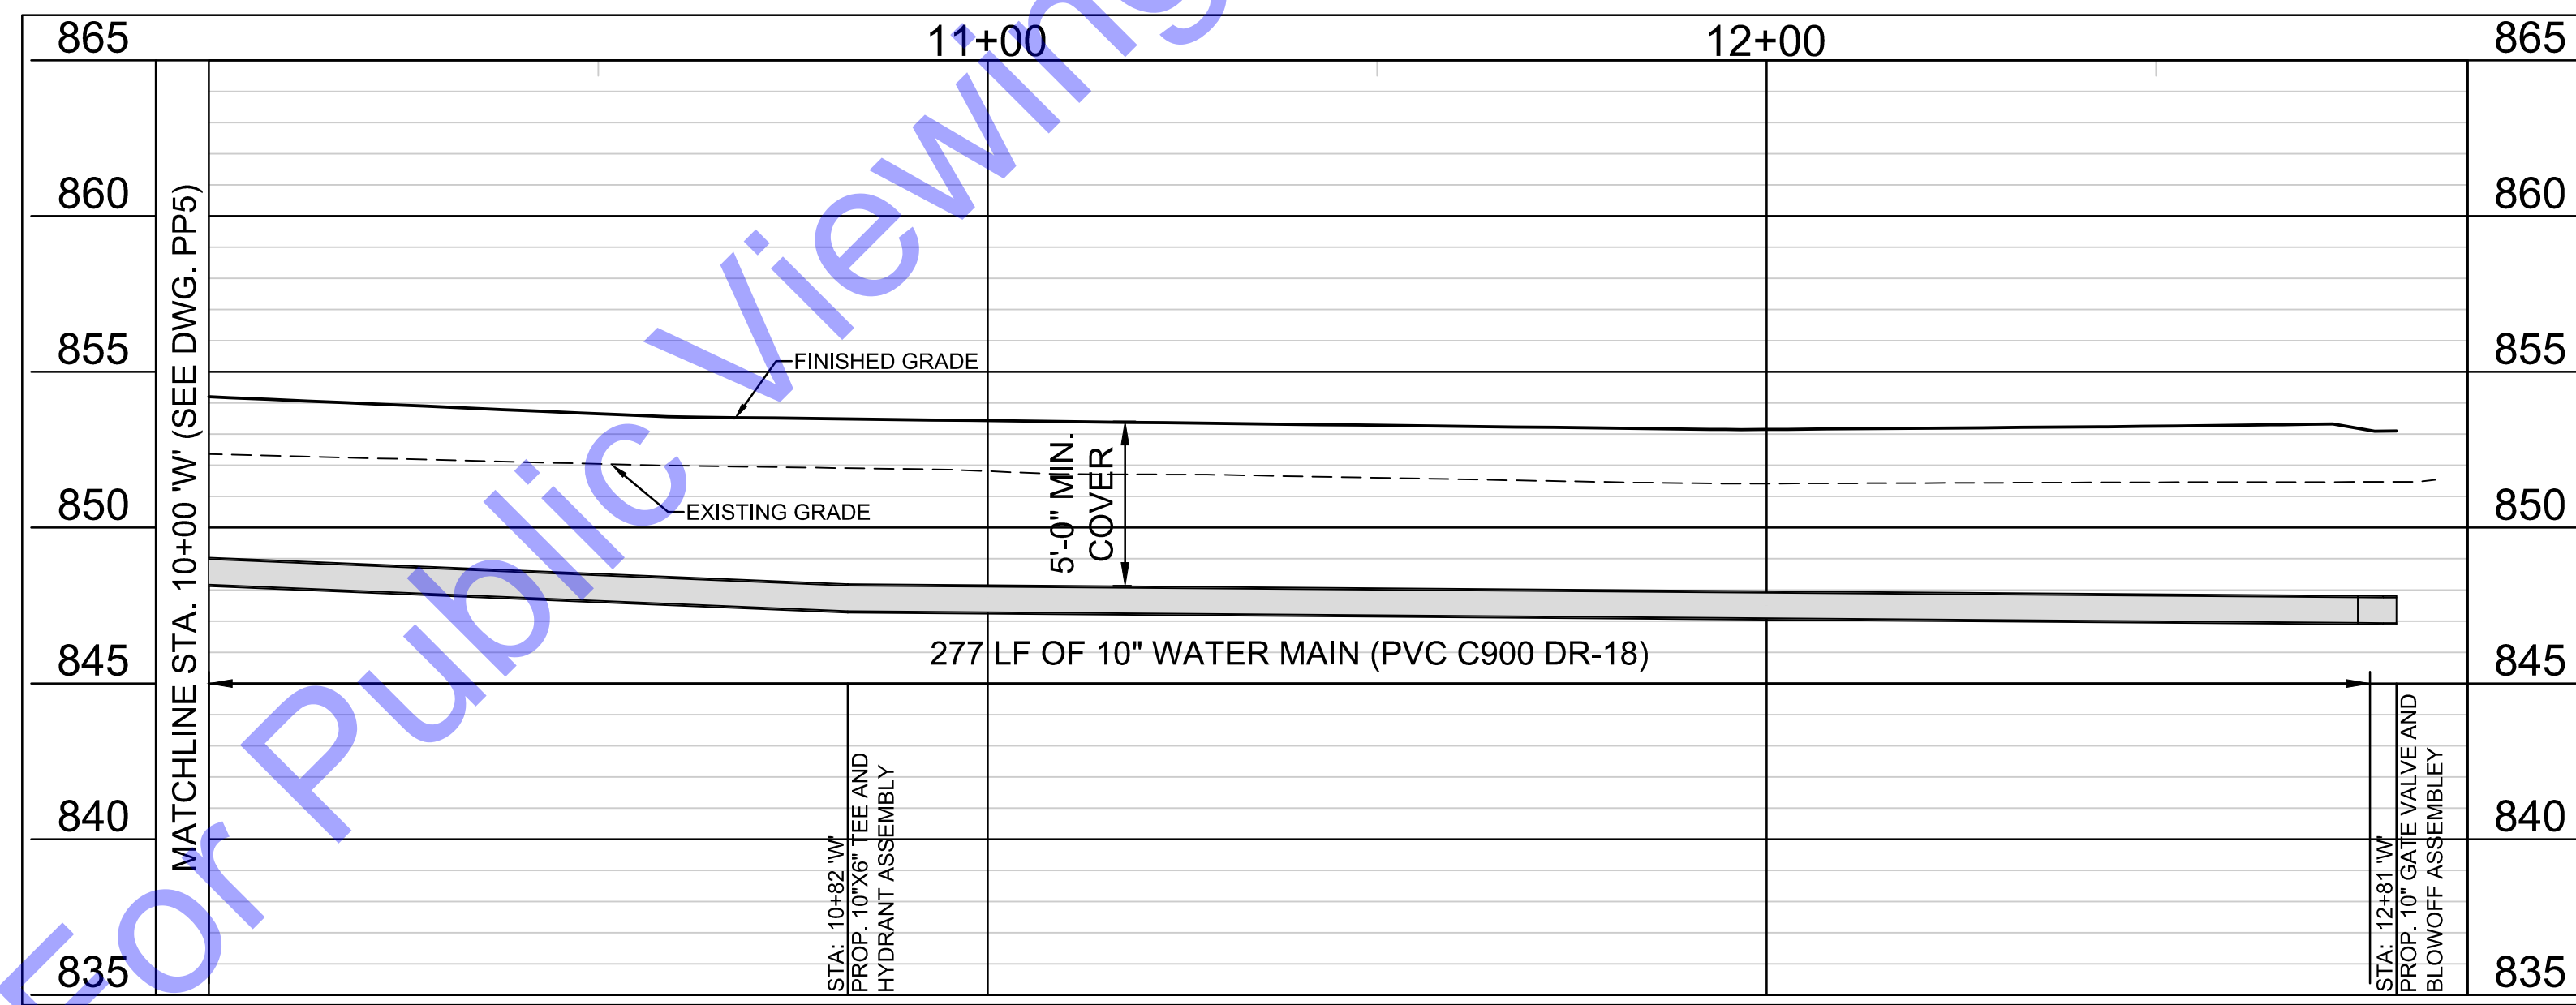 865
11+00
12+00
865
860
860
855
855
FINISHED GRADE
850
850
EXISTING GRADE
5'-0" MIN.
COVER
MATCHLINE STA. 10+00 'W' (SEE DWG. PP5)
277 LF OF 10" WATER MAIN (PVC C900 DR-18)
845
845
840
840
835
835
STA: 10+82 'W'
PROP. 10"X6" TEE AND
HYDRANT ASSEMBLY
STA: 12+81 'W'
PROP. 10" GATE VALVE AND
BLOWOFF ASSEMBLEY
For Public Viewing